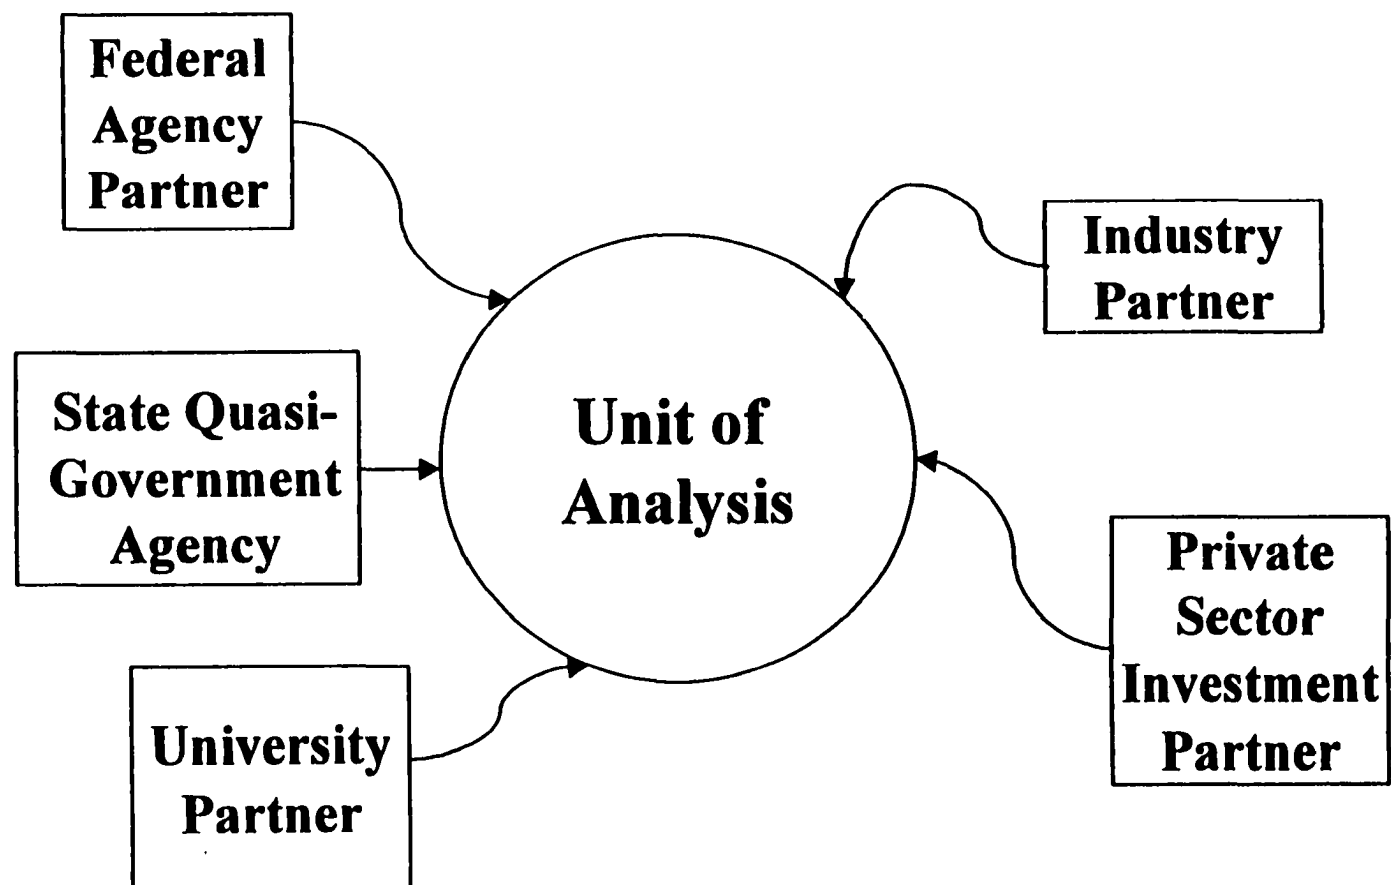 Federal
Agency
Partner
Industry
Partner
State Quasi-
Government
Agency
Unit of
Analysis
Private
Sector
Investment
Partner
University
Partner